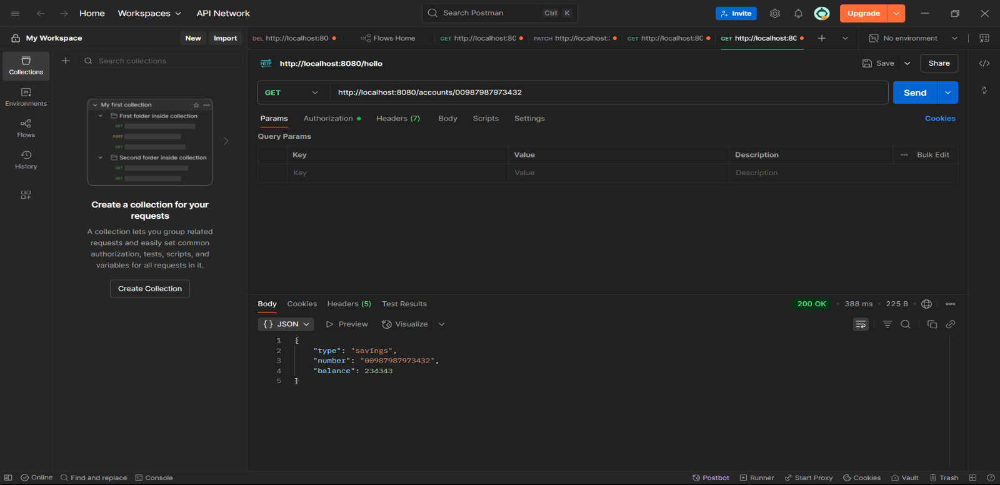 Home Workspaces API Network Search Postman Ctrl K Invite Upgrade
My Workspace New Import DEL http://localhost:80 Flows Home GET http://localhost:80 PATCH http://localhost: GET http://localhost:80 GET http://localhost:80 No environment
Search collections
HTTP http://localhost:8080/hello Save Share
Collections
Environments
Flows
History
My first collection
First folder inside collection
GET
POST
GET
Second folder inside collection
GET
GET
Create a collection for your
requests
A collection lets you group related
requests and easily set common
authorization, tests, scripts, and
variables for all requests in it.
Create Collection
GET http://localhost:8080/accounts/00987987973432 Send
Params Authorization Headers (7) Body Scripts Settings Cookies
Query Params
Key Value Description Bulk Edit
Key Value Description
Body Cookies Headers (5) Test Results 200 OK 388 ms 225 B
{} JSON Preview Visualize
1 {
2 "type": "savings",
3 "number": "00987987973432",
4 "balance": 234343
5 }
Online Find and replace Console Postbot Runner Start Proxy Cookies Vault Trash